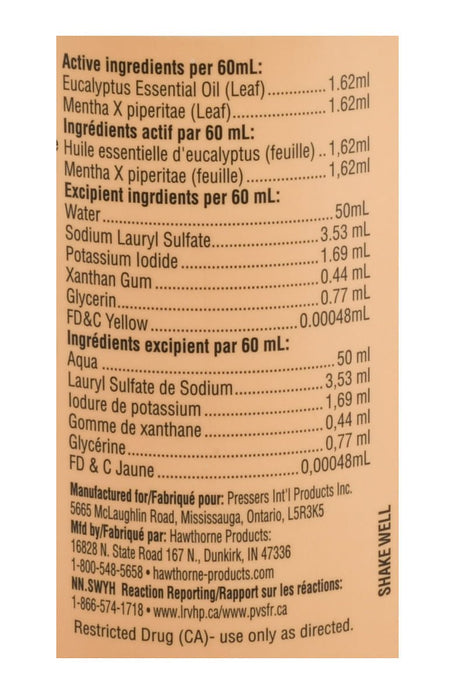 Active ingredients per 60mL:
Eucalyptus Essential Oil (Leaf)..............1.62ml
Mentha X piperitae (Leaf)......................1.62ml
Ingrédients actif par 60 mL:
Huile essentielle d'eucalyptus (feuille)..1,62ml
Mentha X piperitae (feuille)...................1,62ml
Excipient ingrdients per 60 mL:
Water...................................................50mL
Sodium Lauryl Sulfate........................3.53 mL
Potassium Iodide...............................1.69 mL
Xanthan Gum....................................0.44 mL
Glycerin.............................................0.77 mL
FD&C Yellow.................................0.00048mL
Ingrédients excipient par 60 mL:
Aqua.....................................................50 ml
Lauryl Sulfate de Sodium....................3,53 ml
Iodure de potassium...........................1,69 ml
Gomme de xanthane..........................0,44 ml
Glycérine............................................0,77 ml
FD & C Jaune................................0,00048mL
Manufactured for/Fabriqué pour: Pressers Int'l Products Inc.
5665 McLaughlin Road, Mississauga, Ontario, L5R3K5
Mfd by/Fabriqué par: Hawthorne Products:
16828 N. State Road 167 N., Dunkirk, IN 47336
1-800-548-5658 • hawthorne-products.com
NN.SWYH Reaction Reporting/Rapport sur les réactions:
1-866-574-1718 • www.lrvhp.ca/www.pvsfr.ca
Restricted Drug (CA)- use only as directed.
SHAKE WELL